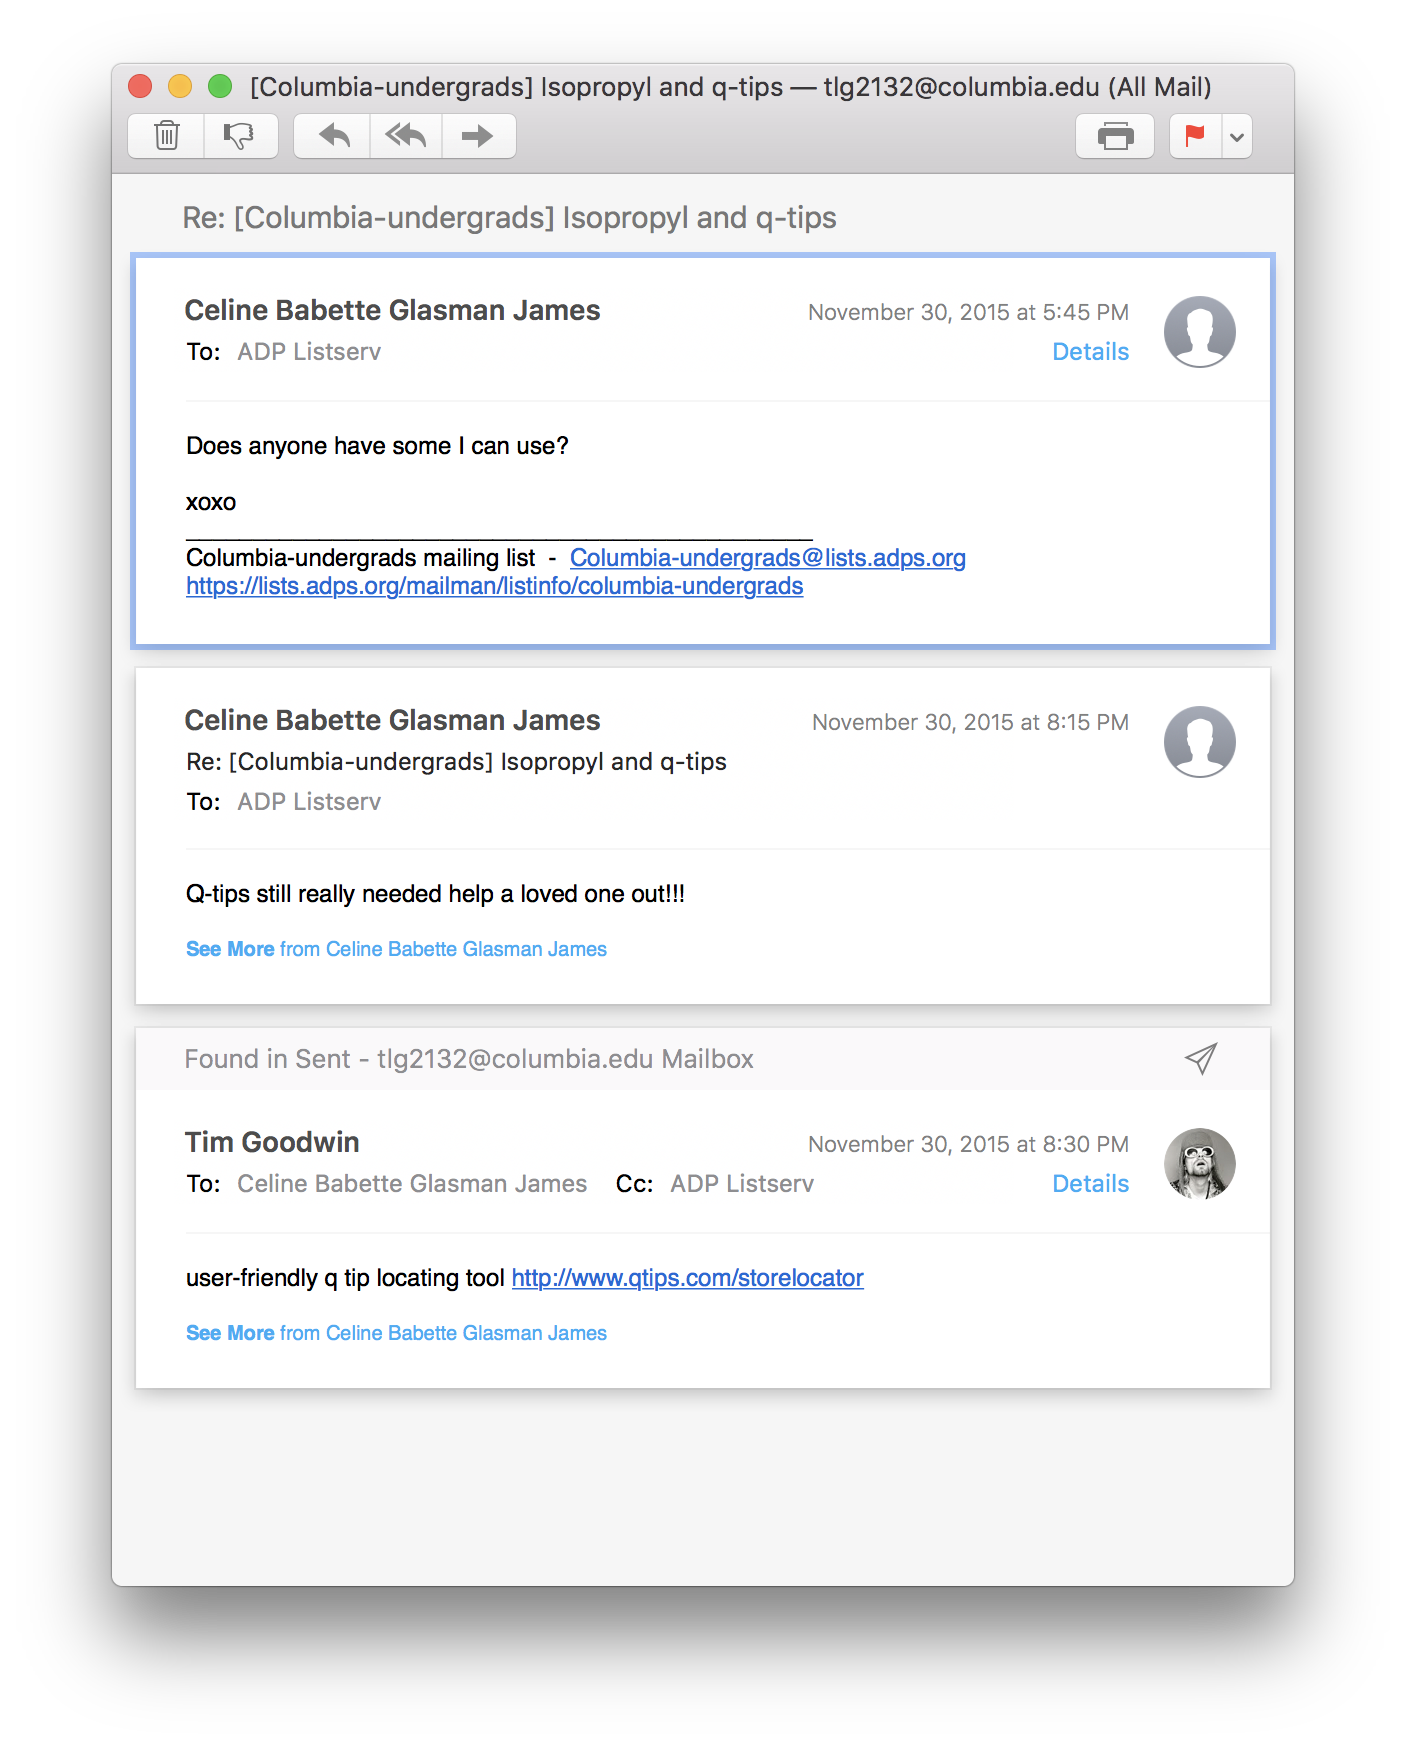 [Columbia-undergrads] Isopropyl and q-tips — tlg2132@columbia.edu (All Mail)
Re: [Columbia-undergrads] Isopropyl and q-tips
Celine Babette Glasman James
November 30, 2015 at 5:45 PM
To: ADP Listserv
Details
Does anyone have some I can use?
xoxo
Columbia-undergrads mailing list - Columbia-undergrads@lists.adps.org
https://lists.adps.org/mailman/listinfo/columbia-undergrads
Celine Babette Glasman James
November 30, 2015 at 8:15 PM
Re: [Columbia-undergrads] Isopropyl and q-tips
To: ADP Listserv
Q-tips still really needed help a loved one out!!!
See More from Celine Babette Glasman James
Found in Sent - tlg2132@columbia.edu Mailbox
Tim Goodwin
November 30, 2015 at 8:30 PM
To: Celine Babette Glasman James Cc: ADP Listserv
Details
user-friendly q tip locating tool http://www.qtips.com/storelocator
See More from Celine Babette Glasman James